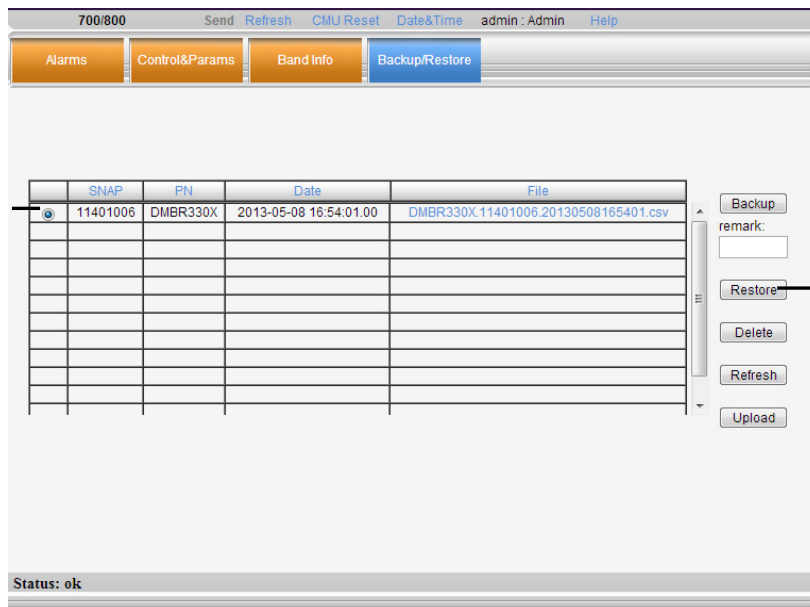 700/800 Send Refresh CMU Reset Date&Time admin : Admin Help
Alarms Control&Params Band Info Backup/Restore
SNAP PN Date File
11401006 DMBR330X 2013-05-08 16:54:01.00 DMBR330X.11401006.20130508165401.csv
Backup
remark:
Restore
Delete
Refresh
Upload
Status: ok